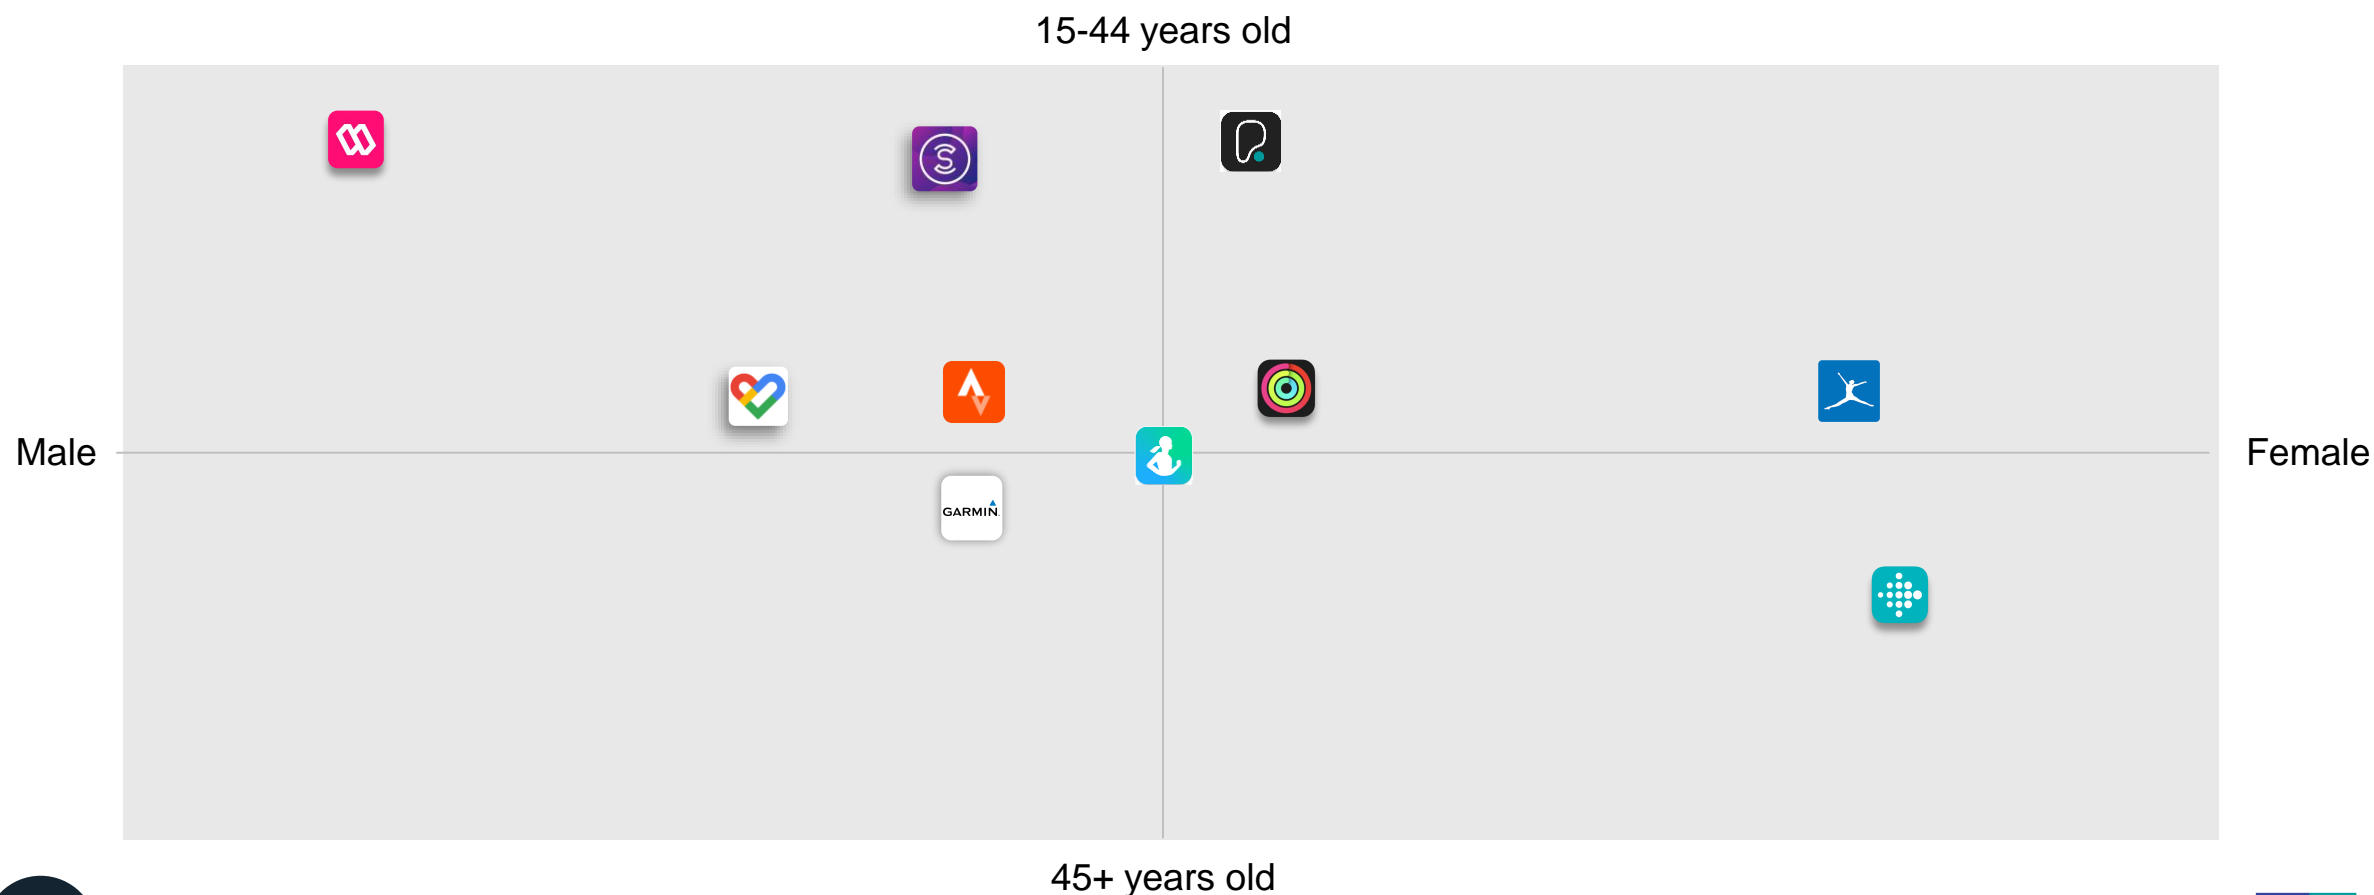 15-44 years old
Male
Female
GARMIN
45+ years old